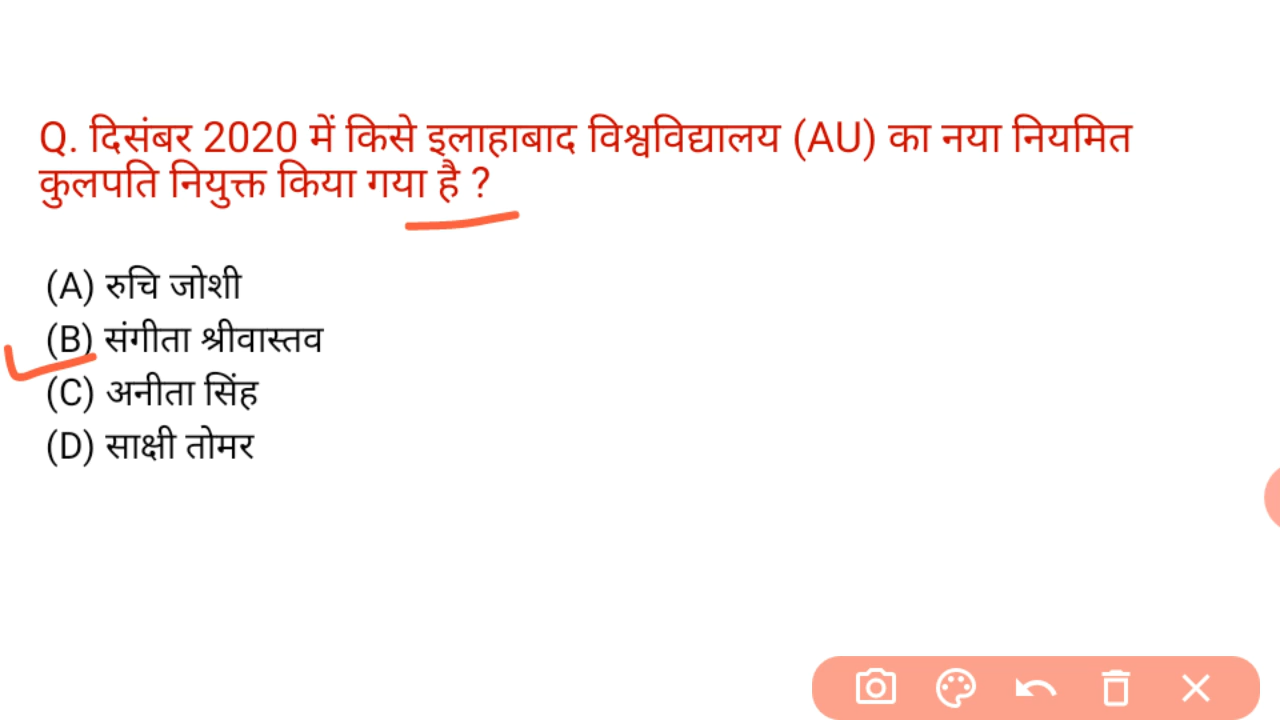 Q. दिसंबर 2020 में किसे इलाहाबाद विश्वविद्यालय (AU) का नया नियमित
कुलपति नियुक्त किया गया है ?
(A) रुचि जोशी
(B) संगीता श्रीवास्तव
(C) अनीता सिंह
(D) साक्षी तोमर